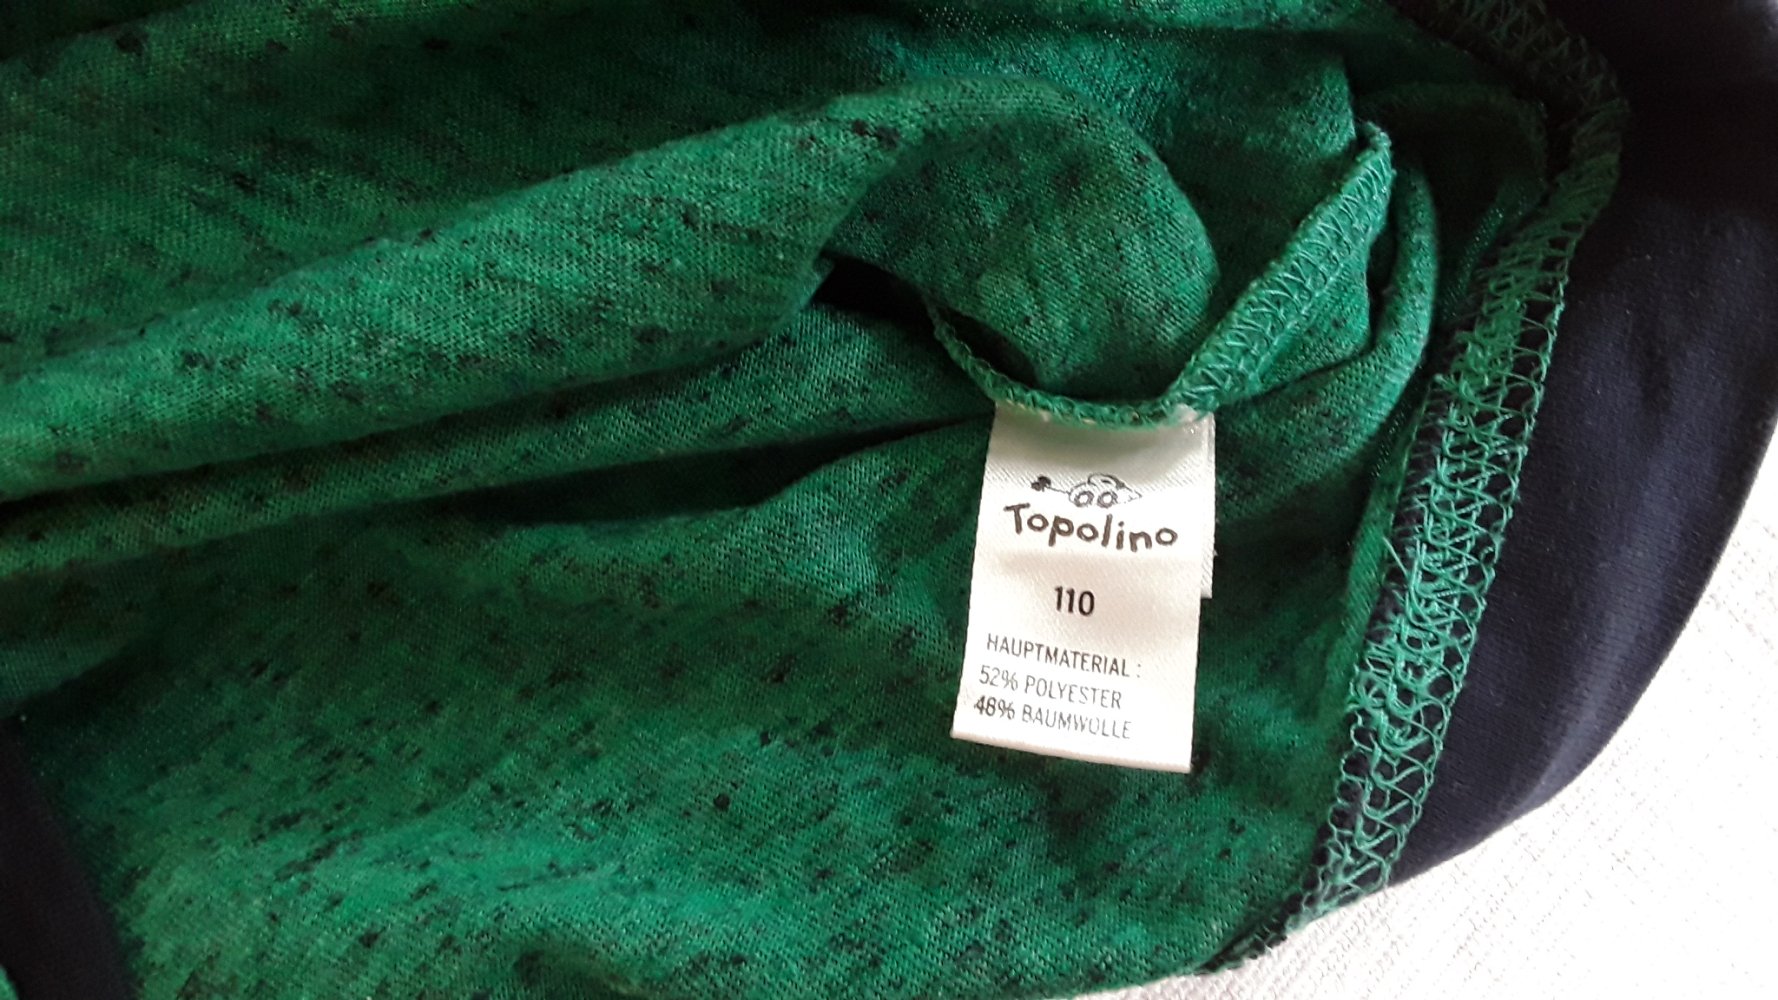 Topolino
110
HAUPTMATERIAL :
52% POLYESTER
48% BAUMWOLLE